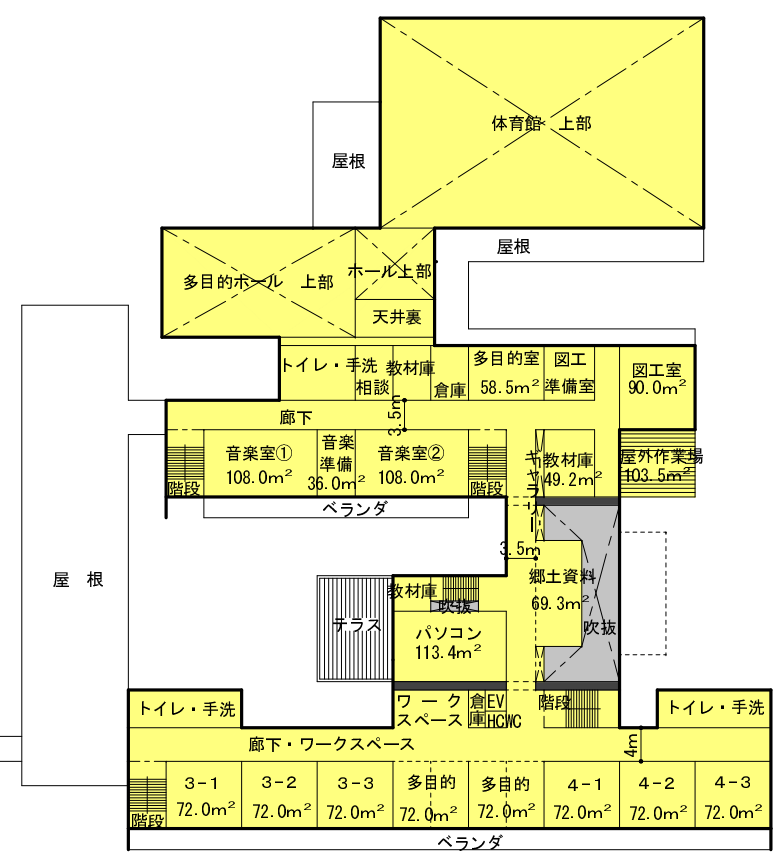 体育館　上部
屋根
屋根
多目的ホール　上部
ホール上部
天井裏
トイレ・手洗
相談
教材庫
倉庫
多目的室
58.5m²
図工
準備室
図工室
90.0m²
廊下
3.5m
音楽室①
108.0m²
音楽
準備
36.0m²
音楽室②
108.0m²
階段
階段
ギャラリー
教材庫
49.2m²
屋外作業場
103.5m²
ベランダ
3.5m
屋　根
教材庫
吹抜
郷土資料
69.3m²
吹抜
テラス
パソコン
113.4m²
トイレ・手洗
ワーク
スペース
倉庫
EV
HCWC
階段
トイレ・手洗
廊下・ワークスペース
4m
階段
3-1
72.0m²
3-2
72.0m²
3-3
72.0m²
多目的
72.0m²
多目的
72.0m²
4-1
72.0m²
4-2
72.0m²
4-3
72.0m²
ベランダ